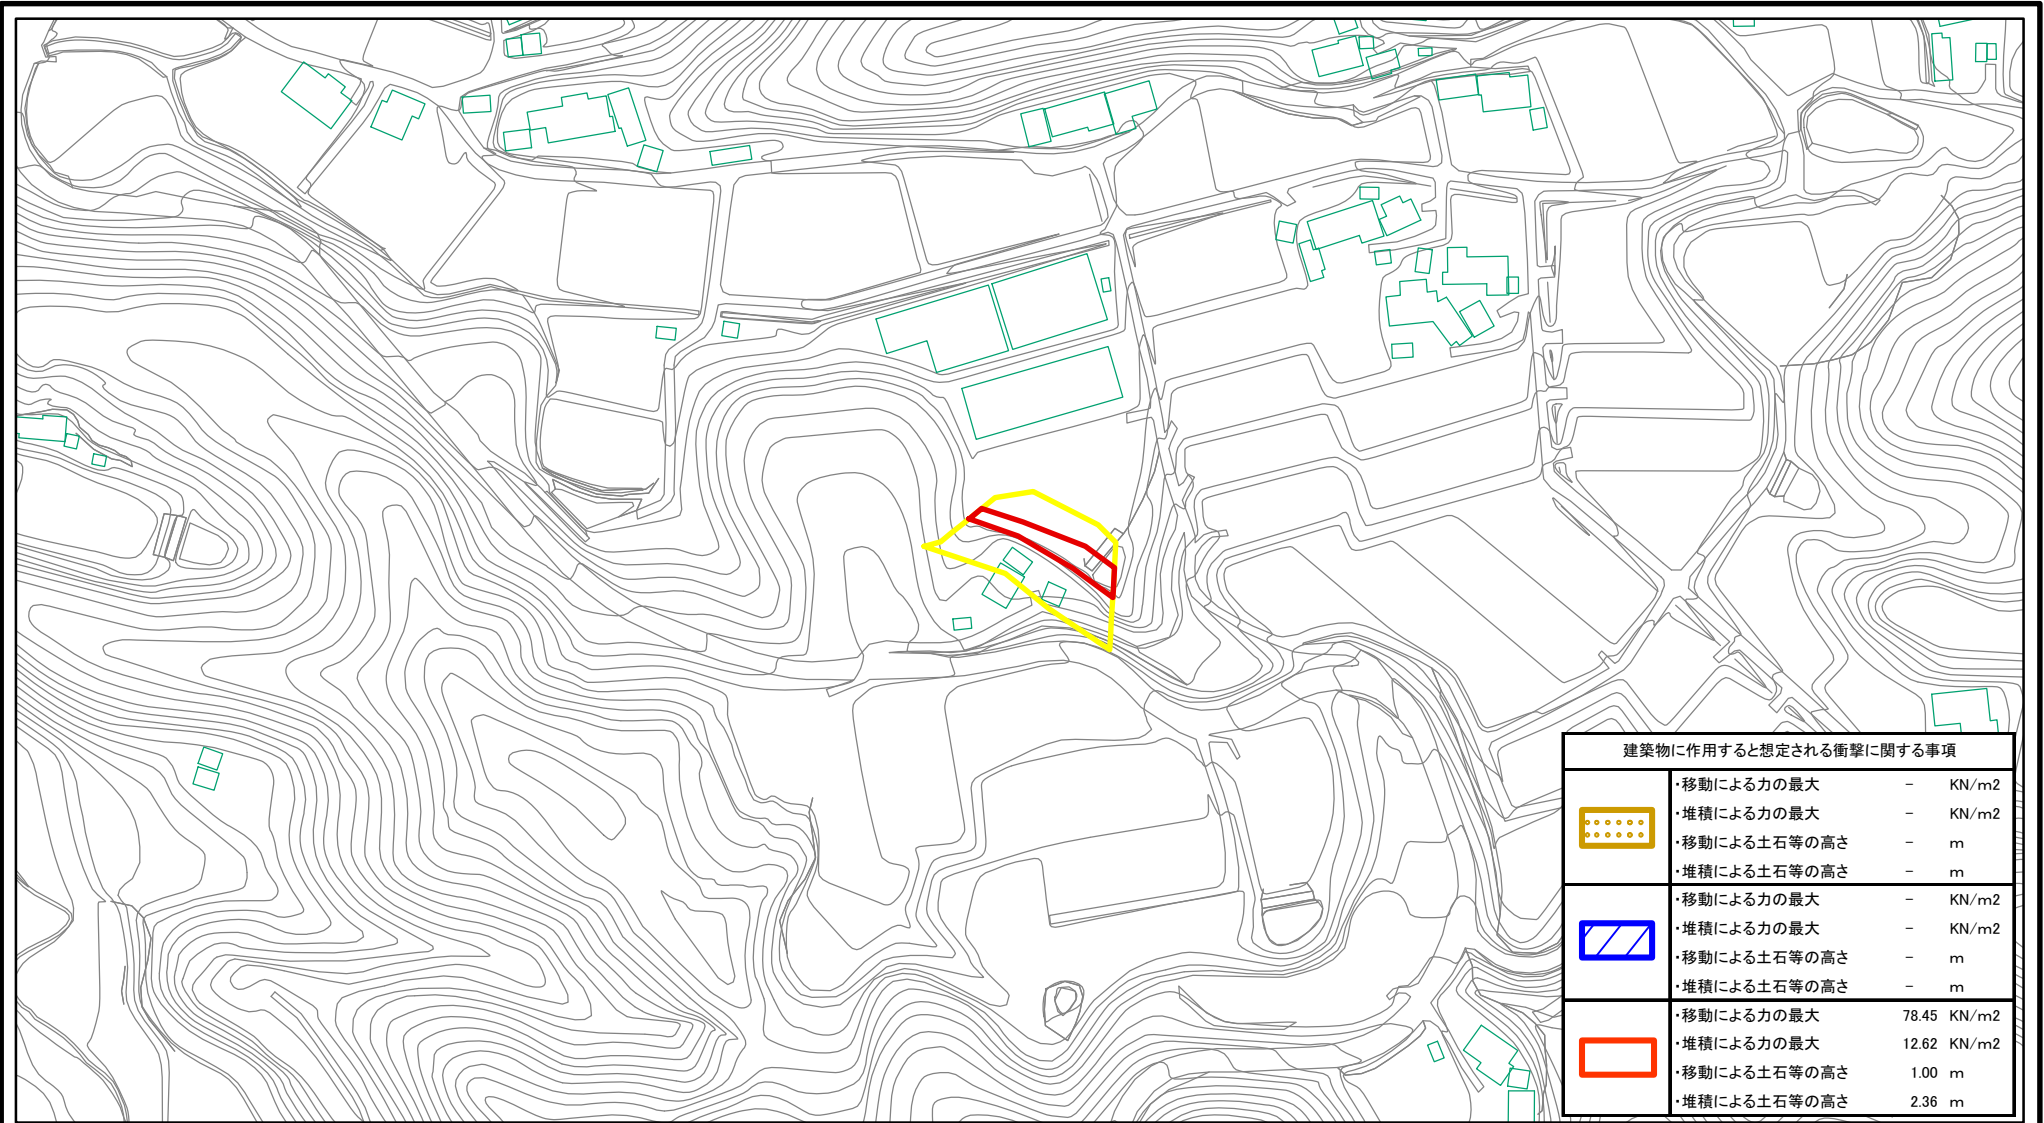 建築物に作用すると想定される衝撃に関する事項
・移動による力の最大 － KN/m2
・堆積による力の最大 － KN/m2
・移動による土石等の高さ － m
・堆積による土石等の高さ － m
・移動による力の最大 － KN/m2
・堆積による力の最大 － KN/m2
・移動による土石等の高さ － m
・堆積による土石等の高さ － m
・移動による力の最大 78.45 KN/m2
・堆積による力の最大 12.62 KN/m2
・移動による土石等の高さ 1.00 m
・堆積による土石等の高さ 2.36 m